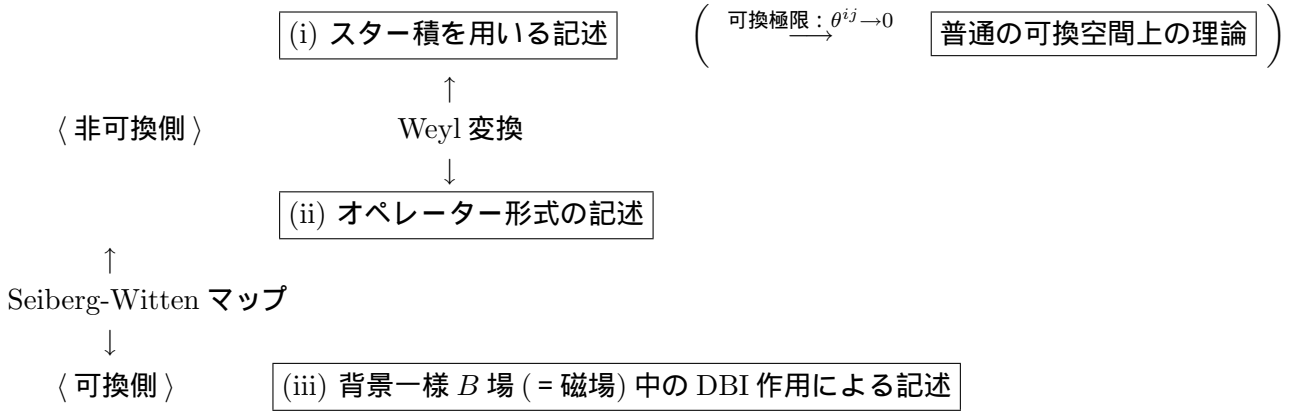 (i) スター積を用いる記述 ( 可換極限：θ^{ij}→0 ⟶ 普通の可換空間上の理論 )
↑
〈 非可換側 〉 Weyl 変換
↓
(ii) オペレーター形式の記述
↑
Seiberg-Witten マップ
↓
〈 可換側 〉 (iii) 背景一様 B 場 ( = 磁場) 中の DBI 作用による記述